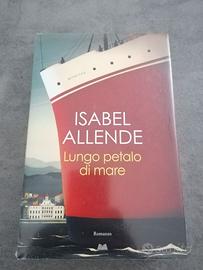 ISABEL
ALLENDE
Lungo petalo
di mare
Romanzo